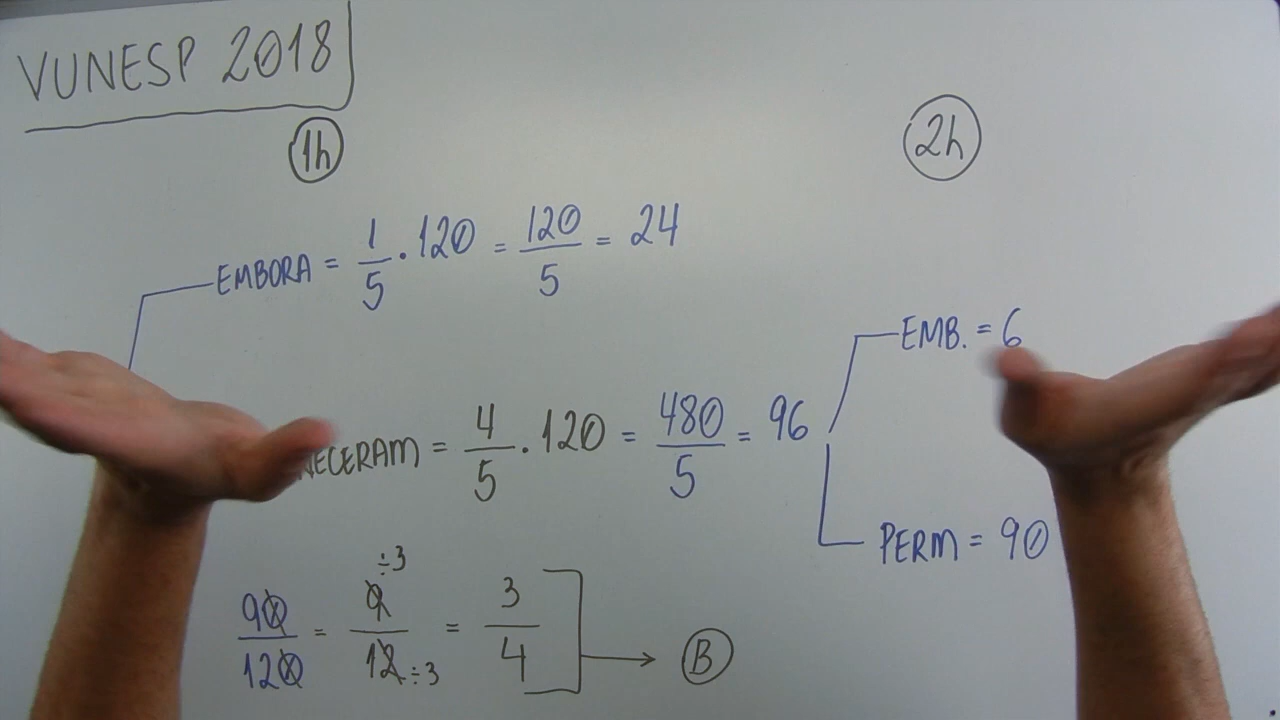 VUNESP 2018
1h
2h
EMBORA = 1/5 . 120 = 120/5 = 24
EMB. = 6
NECERAM = 4/5 . 120 = 480/5 = 96
PERM = 90
90/120 = 9÷3/12÷3 = 3/4 → B